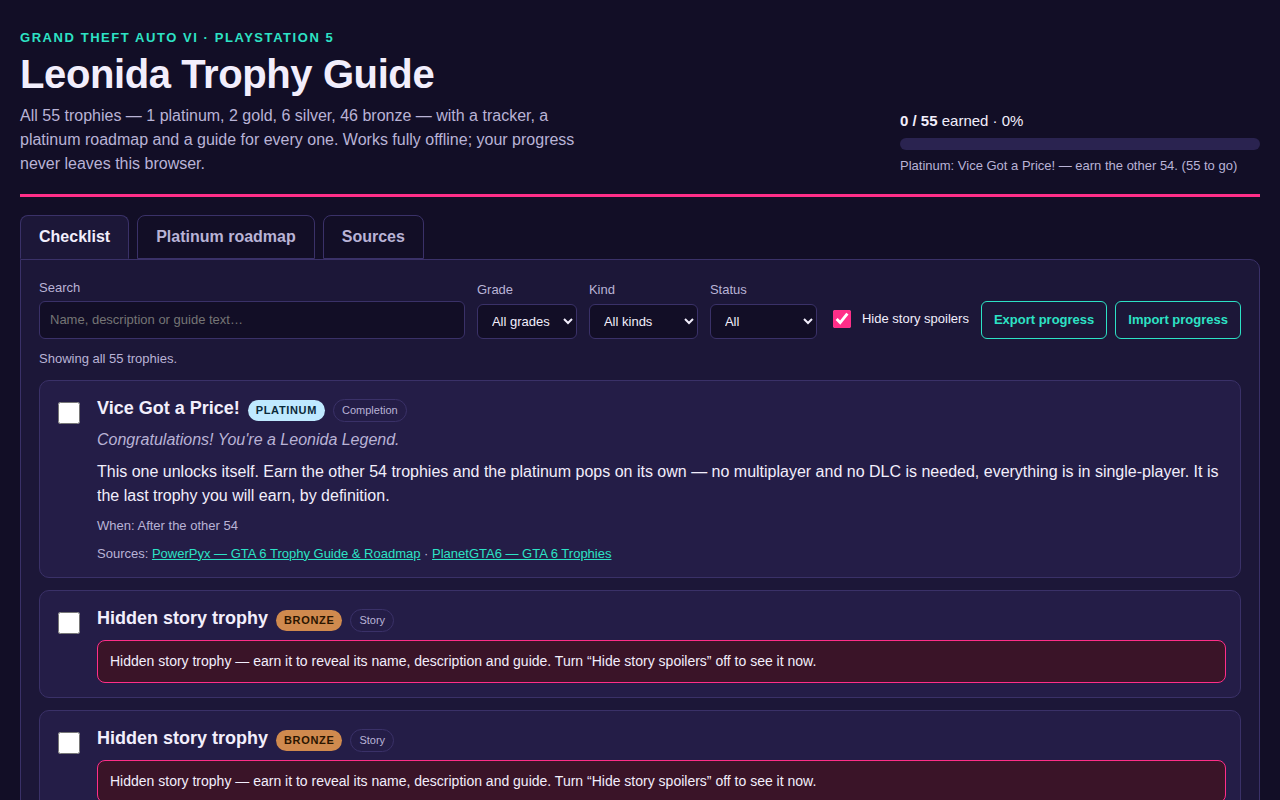 GRAND THEFT AUTO VI · PLAYSTATION 5
Leonida Trophy Guide
All 55 trophies — 1 platinum, 2 gold, 6 silver, 46 bronze — with a tracker, a
platinum roadmap and a guide for every one. Works fully offline; your progress
never leaves this browser.
0 / 55 earned · 0%
Platinum: Vice Got a Price! — earn the other 54. (55 to go)
Checklist
Platinum roadmap
Sources
Search
Name, description or guide text…
Grade
All grades
Kind
All kinds
Status
All
Hide story spoilers
Export progress
Import progress
Showing all 55 trophies.
Vice Got a Price! PLATINUM Completion
Congratulations! You're a Leonida Legend.
This one unlocks itself. Earn the other 54 trophies and the platinum pops on its own — no multiplayer and no DLC is needed, everything is in single-player. It is
the last trophy you will earn, by definition.
When: After the other 54
Sources: PowerPyx — GTA 6 Trophy Guide & Roadmap · PlanetGTA6 — GTA 6 Trophies
Hidden story trophy BRONZE Story
Hidden story trophy — earn it to reveal its name, description and guide. Turn “Hide story spoilers” off to see it now.
Hidden story trophy BRONZE Story
Hidden story trophy — earn it to reveal its name, description and guide. Turn “Hide story spoilers” off to see it now.